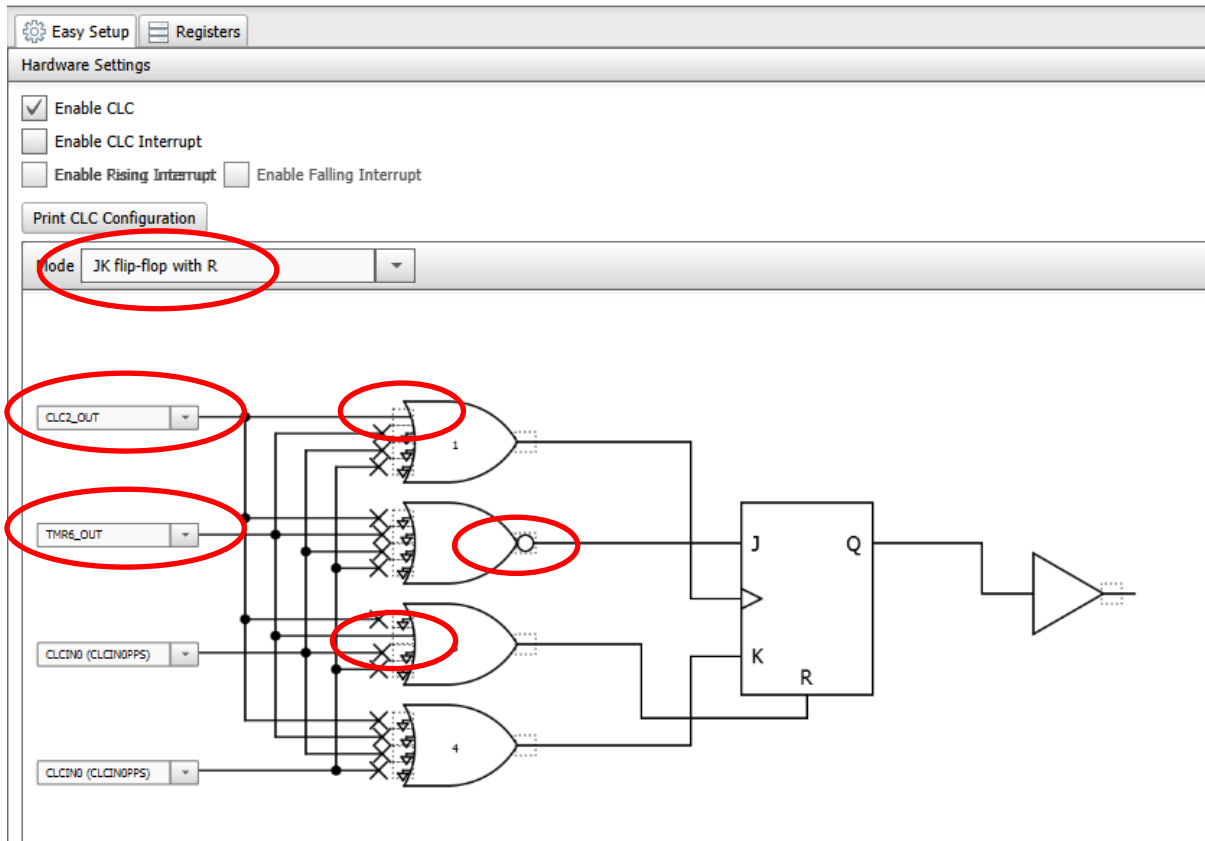 Easy Setup Registers
Hardware Settings
Enable CLC
Enable CLC Interrupt
Enable Rising Interrupt Enable Falling Interrupt
Print CLC Configuration
Mode JK flip-flop with R
CLC2_OUT
1
TMR6_OUT
J Q
CLCIN0 (CLCIN0PPS)
K
R
4
CLCIN0 (CLCIN0PPS)